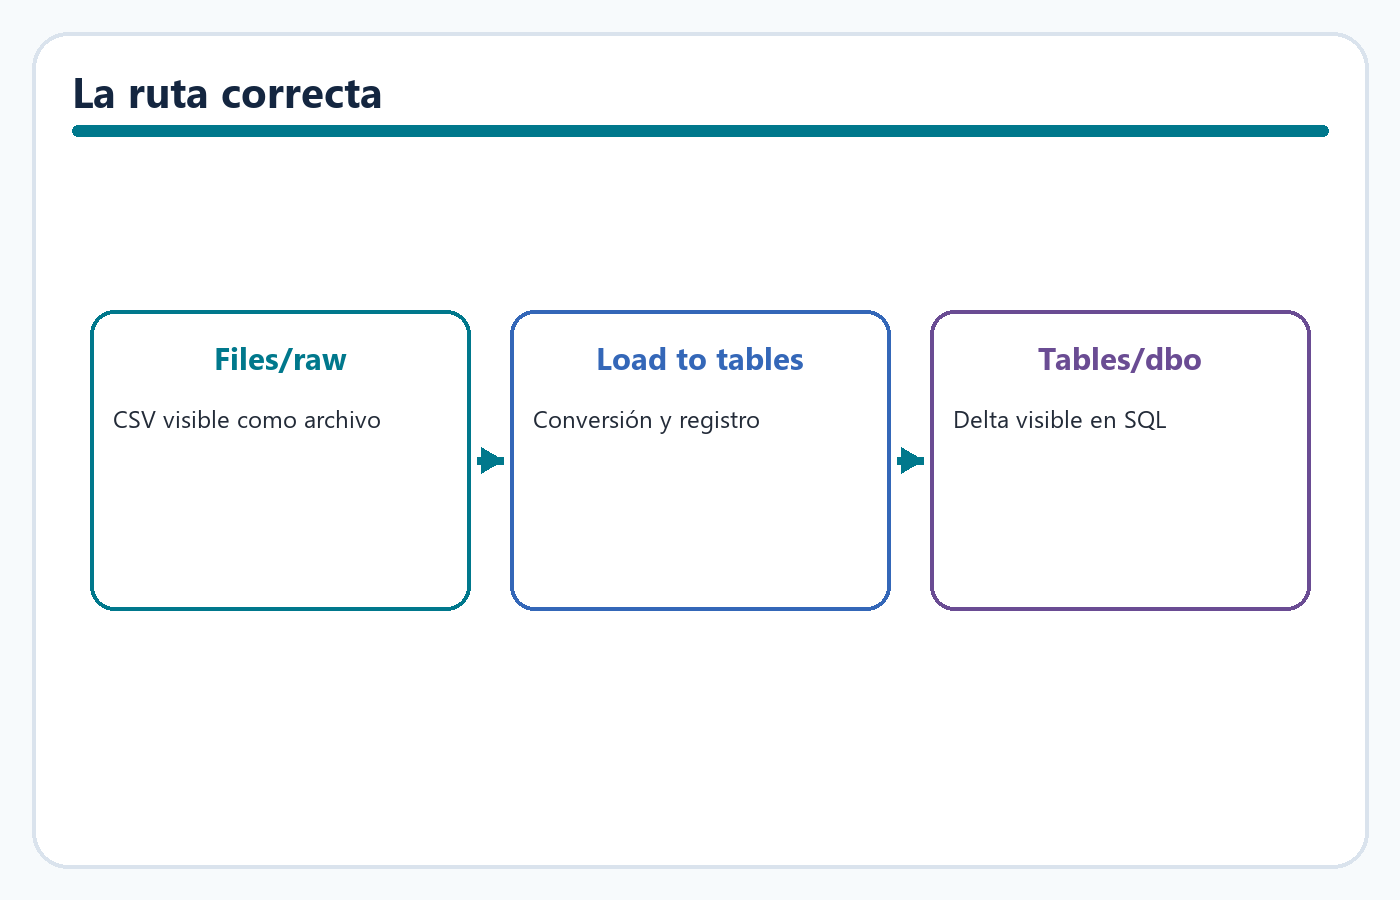 La ruta correcta
Files/raw
CSV visible como archivo
Load to tables
Conversión y registro
Tables/dbo
Delta visible en SQL